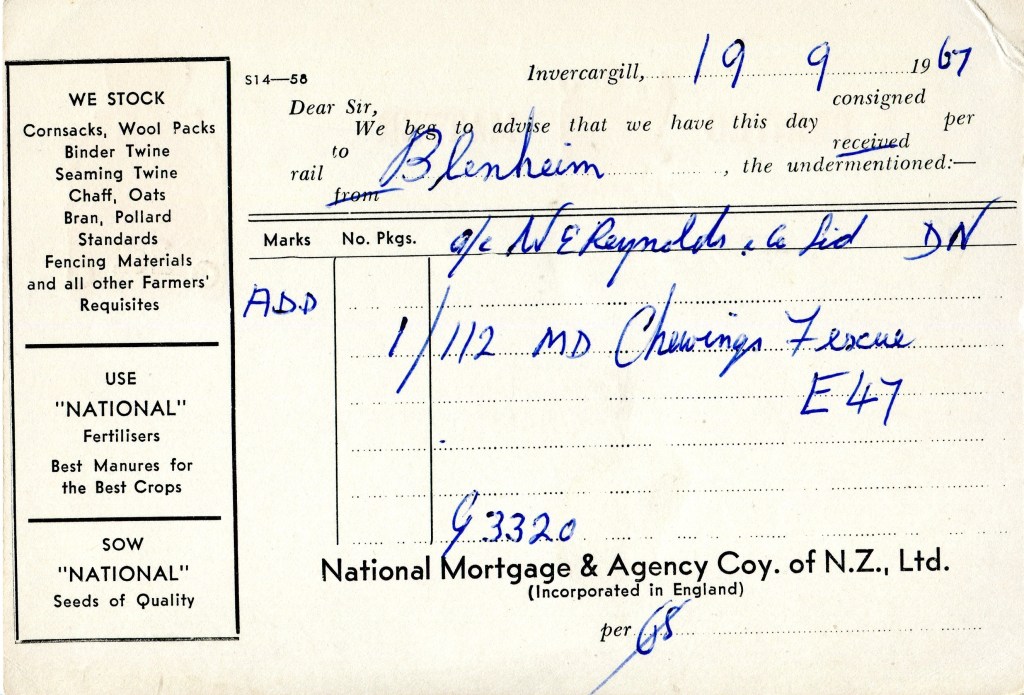 WE STOCK
Cornsacks, Wool Packs
Binder Twine
Seaming Twine
Chaff, Oats
Bran, Pollard
Standards
Fencing Materials
and all other Farmers'
Requisites
USE
"NATIONAL"
Fertilisers
Best Manures for
the Best Crops
SOW
"NATIONAL"
Seeds of Quality
S14—58
Invercargill, 19 9 1967
Dear Sir,
consigned
We beg to advise that we have this day per
received
to
rail Blenheim, the undermentioned:—
from
Marks No. Pkgs. a/c W E Reynolds & Co Ltd DN
ADD
1/112 MD Chewings Fescue
E 47
G 3320
National Mortgage & Agency Coy. of N.Z., Ltd.
(Incorporated in England)
per